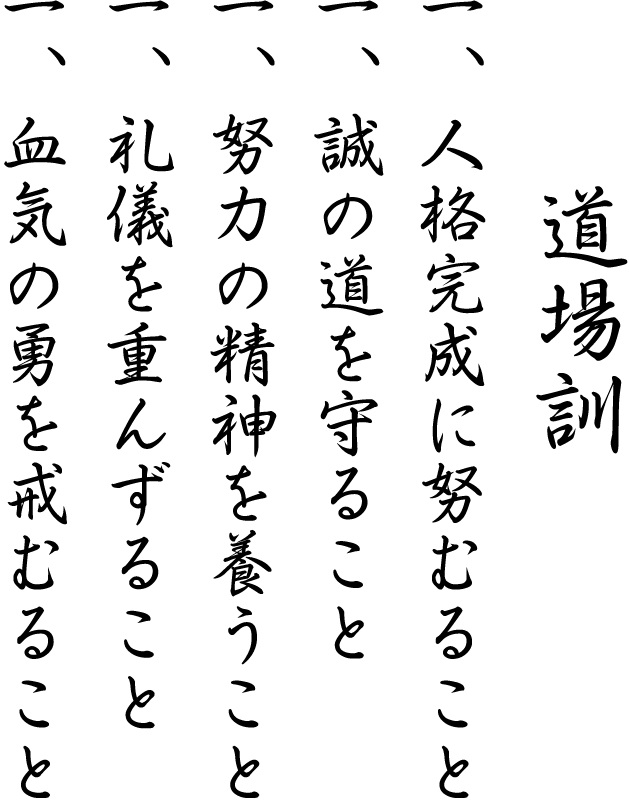 道場訓
一、人格完成に努むること
一、誠の道を守ること
一、努力の精神を養うこと
一、礼儀を重んずること
一、血気の勇を戒むること